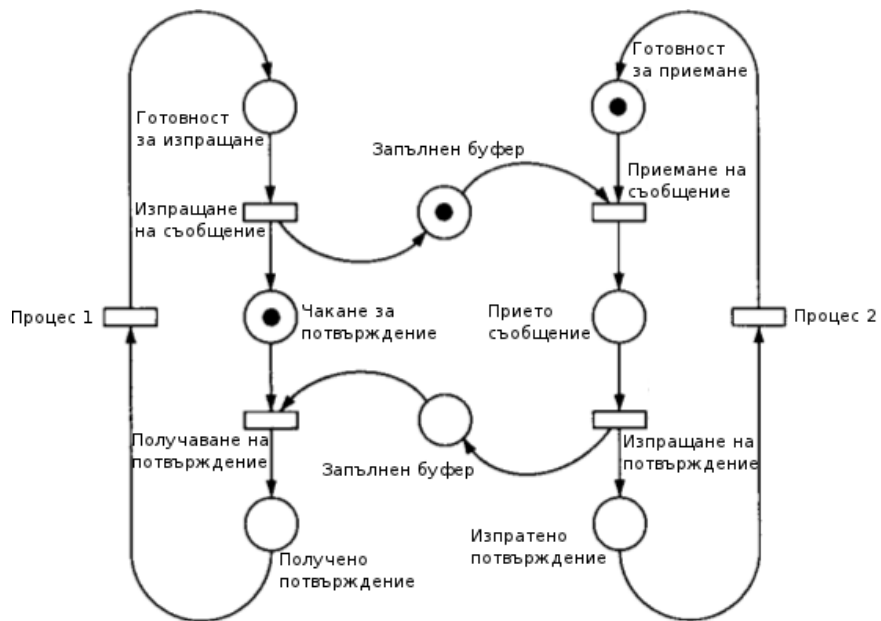 Готовност
за приемане
Готовност
за изпращане
Запълнен буфер
Приемане на
съобщение
Изпращане
на съобщение
Процес 1
Чакане за
потвърждение
Прието
съобщение
Процес 2
Получаване на
потвърждение
Запълнен буфер
Изпращане на
потвърждение
Получено
потвърждение
Изпратено
потвърждение